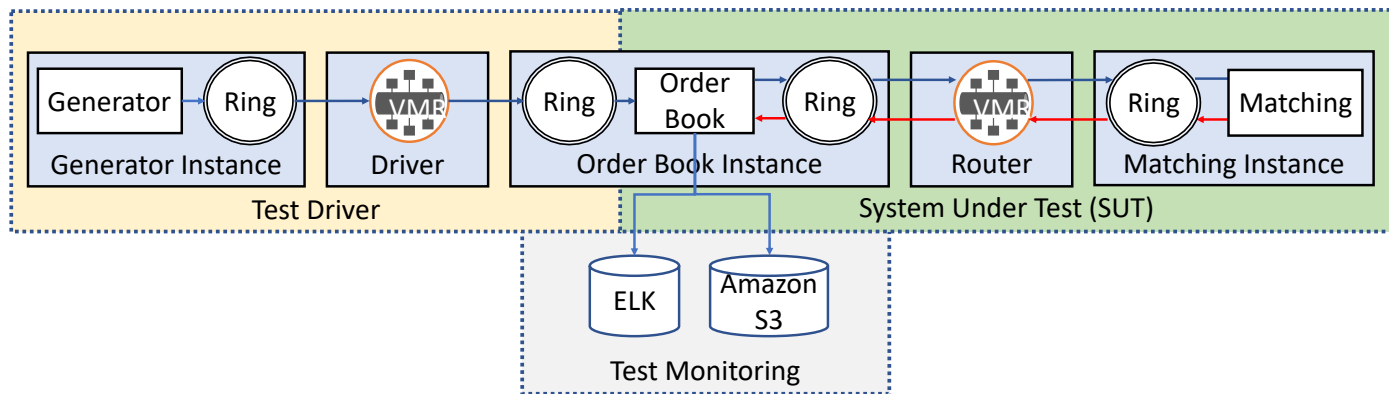 Generator
Ring
Generator Instance
VMR
Driver
Test Driver
Ring
Order
Book
Ring
Order Book Instance
VMR
Router
Ring
Matching
Matching Instance
System Under Test (SUT)
ELK
Amazon
S3
Test Monitoring